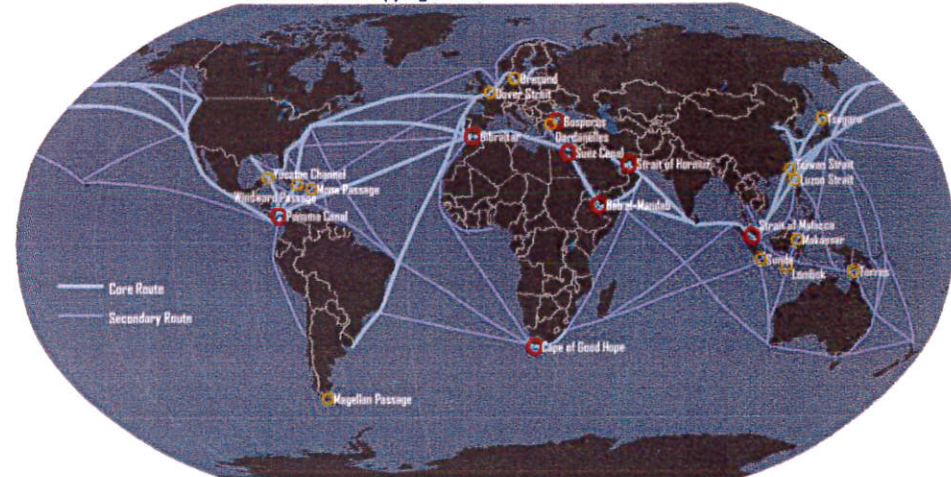 pping
Oresund
Dover Strait
Bosporus
Dardanelles
Gibraltar
Suez Canal
Strait of Hormuz
Tsugaru
Taiwan Strait
Luzon Strait
Yucatan Channel
Windward Passage
Mona Passage
Panama Canal
Bab el-Mandab
Strait of Malacca
Makassar
Sunda
Lombok
Torres
Core Route
Secondary Route
Cape of Good Hope
Magellan Passage